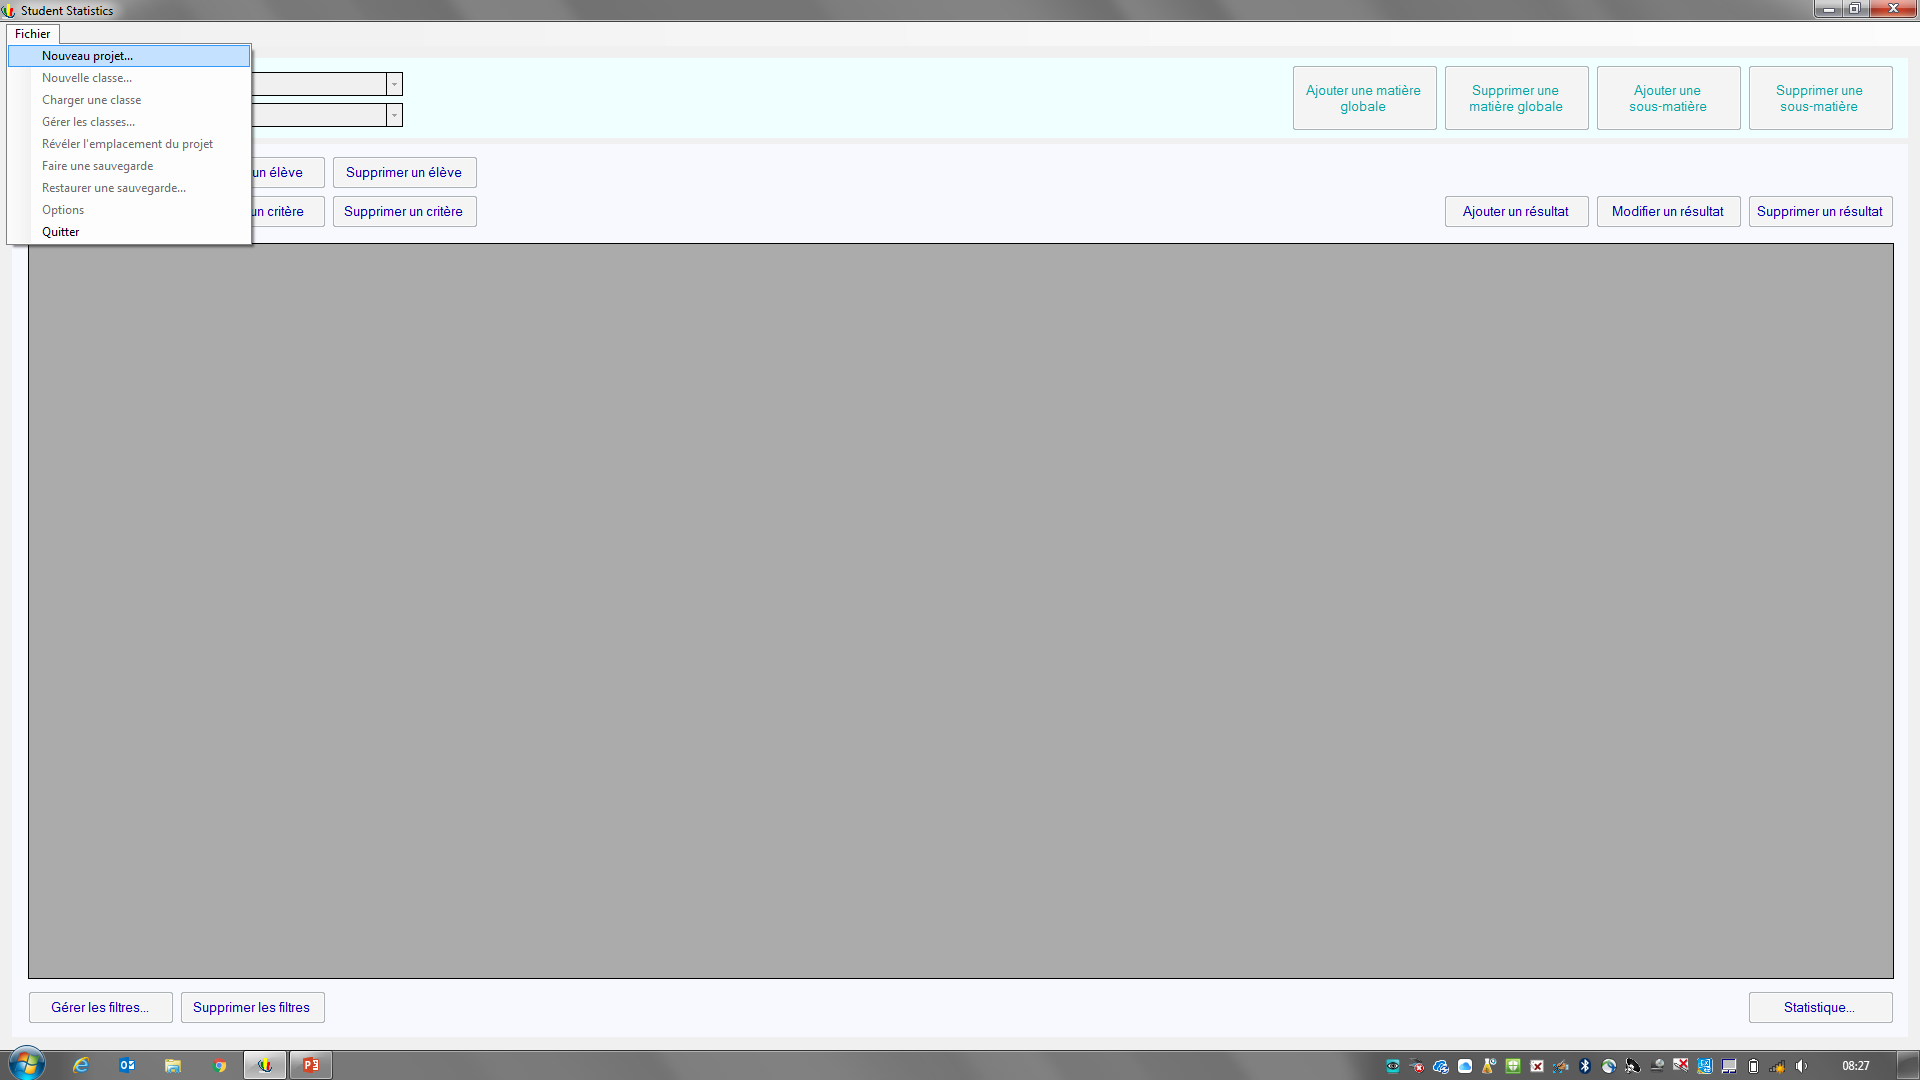 Student Statistics
Fichier
Nouveau projet...
Nouvelle classe...
Charger une classe
Gérer les classes...
Révéler l'emplacement du projet
Faire une sauvegarde
Restaurer une sauvegarde...
Options
Quitter
Ajouter une matière
globale
Supprimer une
matière globale
Ajouter une
sous-matière
Supprimer une
sous-matière
un élève
Supprimer un élève
un critère
Supprimer un critère
Ajouter un résultat
Modifier un résultat
Supprimer un résultat
Gérer les filtres...
Supprimer les filtres
Statistique...
08:27